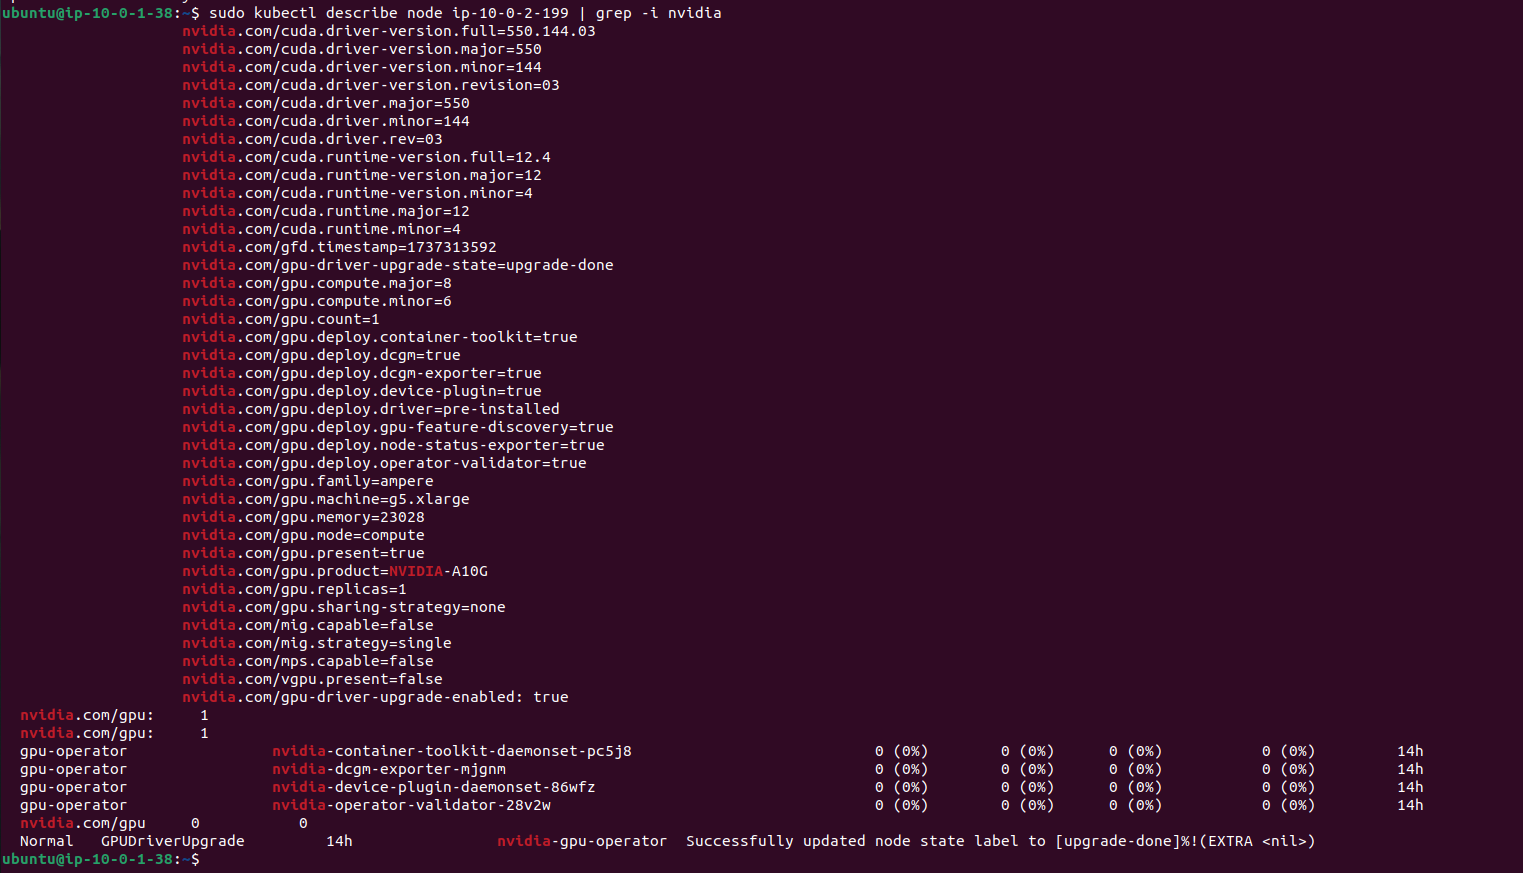 ubuntu@ip-10-0-1-38:~$ sudo kubectl describe node ip-10-0-2-199 | grep -i nvidia
nvidia.com/cuda.driver-version.full=550.144.03
nvidia.com/cuda.driver-version.major=550
nvidia.com/cuda.driver-version.minor=144
nvidia.com/cuda.driver-version.revision=03
nvidia.com/cuda.driver.major=550
nvidia.com/cuda.driver.minor=144
nvidia.com/cuda.driver.rev=03
nvidia.com/cuda.runtime-version.full=12.4
nvidia.com/cuda.runtime-version.major=12
nvidia.com/cuda.runtime-version.minor=4
nvidia.com/cuda.runtime.major=12
nvidia.com/cuda.runtime.minor=4
nvidia.com/gfd.timestamp=1737313592
nvidia.com/gpu-driver-upgrade-state=upgrade-done
nvidia.com/gpu.compute.major=8
nvidia.com/gpu.compute.minor=6
nvidia.com/gpu.count=1
nvidia.com/gpu.deploy.container-toolkit=true
nvidia.com/gpu.deploy.dcgm=true
nvidia.com/gpu.deploy.dcgm-exporter=true
nvidia.com/gpu.deploy.device-plugin=true
nvidia.com/gpu.deploy.driver=pre-installed
nvidia.com/gpu.deploy.gpu-feature-discovery=true
nvidia.com/gpu.deploy.node-status-exporter=true
nvidia.com/gpu.deploy.operator-validator=true
nvidia.com/gpu.family=ampere
nvidia.com/gpu.machine=g5.xlarge
nvidia.com/gpu.memory=23028
nvidia.com/gpu.mode=compute
nvidia.com/gpu.present=true
nvidia.com/gpu.product=NVIDIA-A10G
nvidia.com/gpu.replicas=1
nvidia.com/gpu.sharing-strategy=none
nvidia.com/mig.capable=false
nvidia.com/mig.strategy=single
nvidia.com/mps.capable=false
nvidia.com/vgpu.present=false
nvidia.com/gpu-driver-upgrade-enabled: true
nvidia.com/gpu: 1
nvidia.com/gpu: 1
gpu-operator nvidia-container-toolkit-daemonset-pc5j8 0 (0%) 0 (0%) 0 (0%) 0 (0%) 14h
gpu-operator nvidia-dcgm-exporter-mjgnm 0 (0%) 0 (0%) 0 (0%) 0 (0%) 14h
gpu-operator nvidia-device-plugin-daemonset-86wfz 0 (0%) 0 (0%) 0 (0%) 0 (0%) 14h
gpu-operator nvidia-operator-validator-28v2w 0 (0%) 0 (0%) 0 (0%) 0 (0%) 14h
nvidia.com/gpu 0 0
Normal GPUDriverUpgrade 14h nvidia-gpu-operator Successfully updated node state label to [upgrade-done]%!(EXTRA <nil>)
ubuntu@ip-10-0-1-38:~$